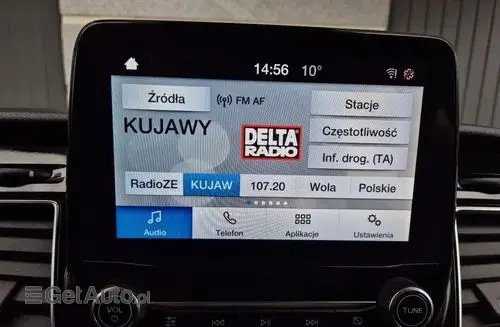 14:56 10°
Źródła FM AF Stacje
KUJAWY DELTA RADIO Częstotliwość
Inf. drog. (TA)
RadioZE KUJAW 107.20 Wola Polskie
Audio Telefon Aplikacje Ustawienia
GetAuto.pl
VOL TUNE